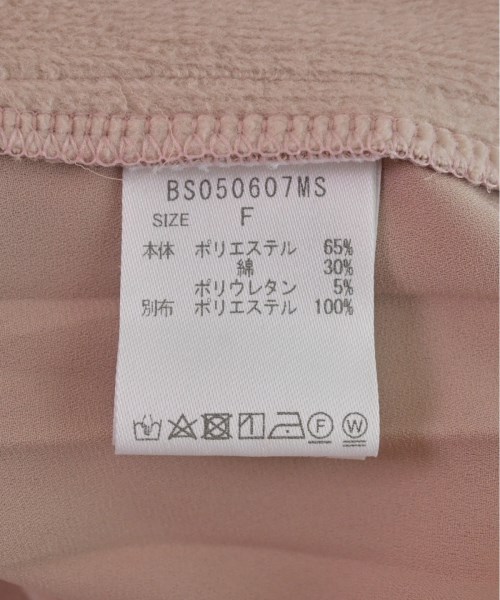 BS050607MS
SIZE F
本体 ポリエステル 65%
綿 30%
ポリウレタン 5%
別布 ポリエステル 100%
F W